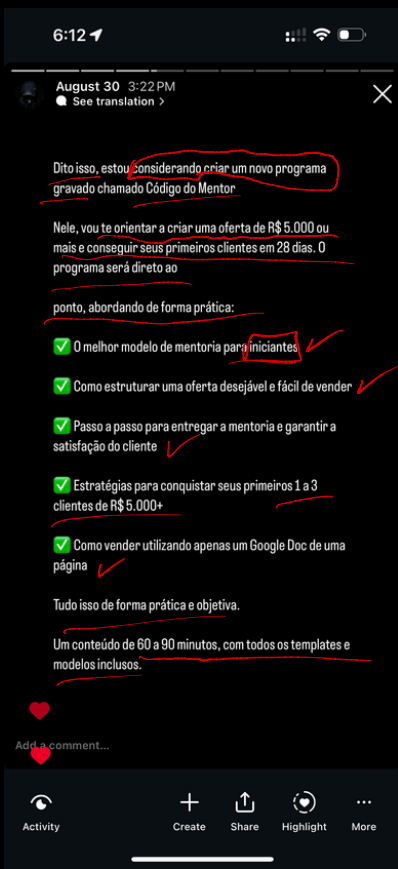 6:12
August 30 3:22 PM
See translation >
Dito isso, estou considerando criar um novo programa
gravado chamado Código do Mentor
Nele, vou te orientar a criar uma oferta de R$ 5.000 ou
mais e conseguir seus primeiros clientes em 28 dias. O
programa será direto ao
ponto, abordando de forma prática:
✅ O melhor modelo de mentoria para iniciantes
✅ Como estruturar uma oferta desejável e fácil de vender
✅ Passo a passo para entregar a mentoria e garantir a
satisfação do cliente
✅ Estratégias para conquistar seus primeiros 1 a 3
clientes de R$ 5.000+
✅ Como vender utilizando apenas um Google Doc de uma
página
Tudo isso de forma prática e objetiva.
Um conteúdo de 60 a 90 minutos, com todos os templates e
modelos inclusos.
Add a comment...
Activity
Create
Share
Highlight
More